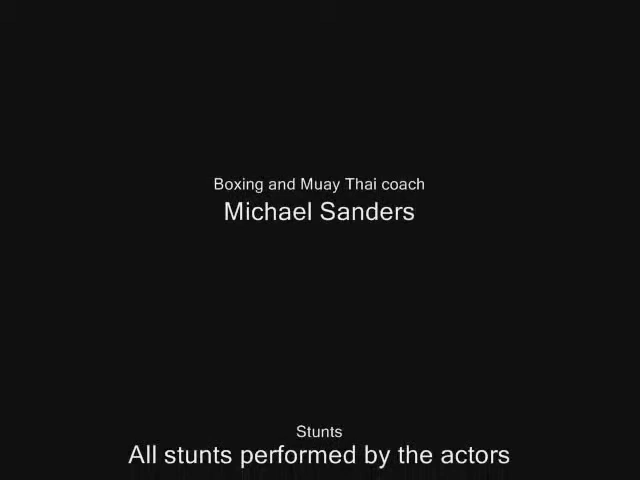 Boxing and Muay Thai coach
Michael Sanders
Stunts
All stunts performed by the actors